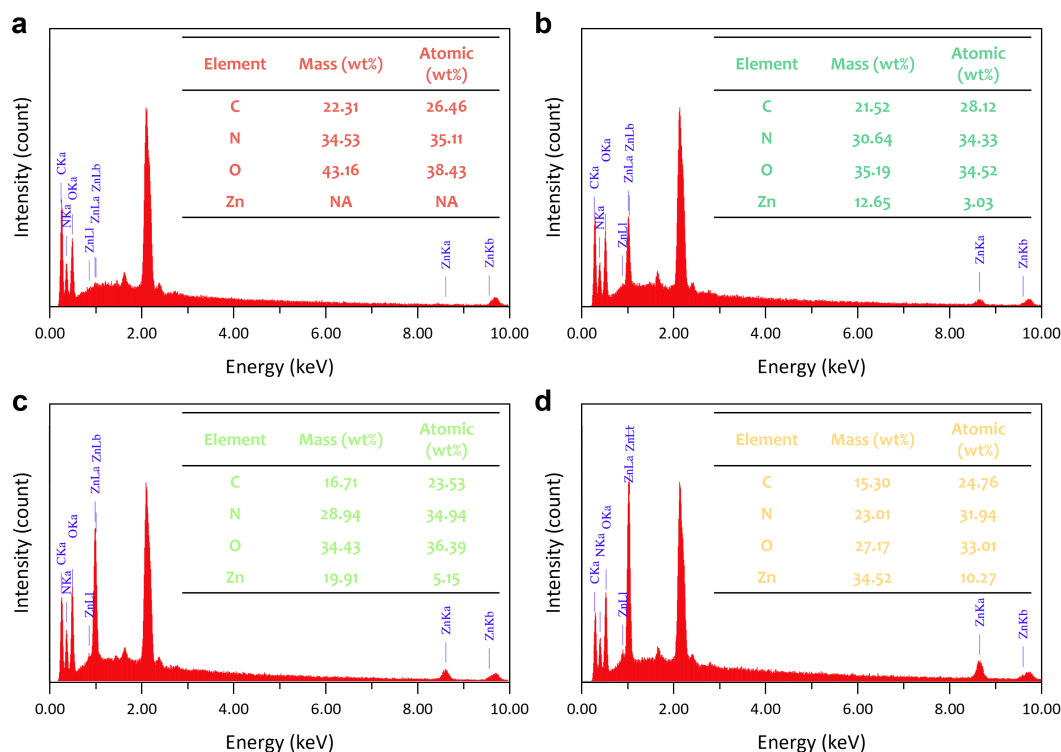 a
Element Mass (wt%) Atomic (wt%)
C 22.31 26.46
N 34.53 35.11
O 43.16 38.43
Zn NA NA
CKa NKa OKa ZnLl ZnLa ZnLb ZnKa ZnKb
Intensity (count)
0.00 2.00 4.00 6.00 8.00 10.00
Energy (keV)
b
Element Mass (wt%) Atomic (wt%)
C 21.52 28.12
N 30.64 34.33
O 35.19 34.52
Zn 12.65 3.03
CKa NKa OKa ZnLl ZnLa ZnLb ZnKa ZnKb
Intensity (count)
0.00 2.00 4.00 6.00 8.00 10.00
Energy (keV)
c
Element Mass (wt%) Atomic (wt%)
C 16.71 23.53
N 28.94 34.94
O 34.43 36.39
Zn 19.91 5.15
CKa NKa OKa ZnLl ZnLa ZnLb ZnKa ZnKb
Intensity (count)
0.00 2.00 4.00 6.00 8.00 10.00
Energy (keV)
d
Element Mass (wt%) Atomic (wt%)
C 15.30 24.76
N 23.01 31.94
O 27.17 33.01
Zn 34.52 10.27
CKa NKa OKa ZnLl ZnLa ZnKa ZnKb
Intensity (count)
0.00 2.00 4.00 6.00 8.00 10.00
Energy (keV)